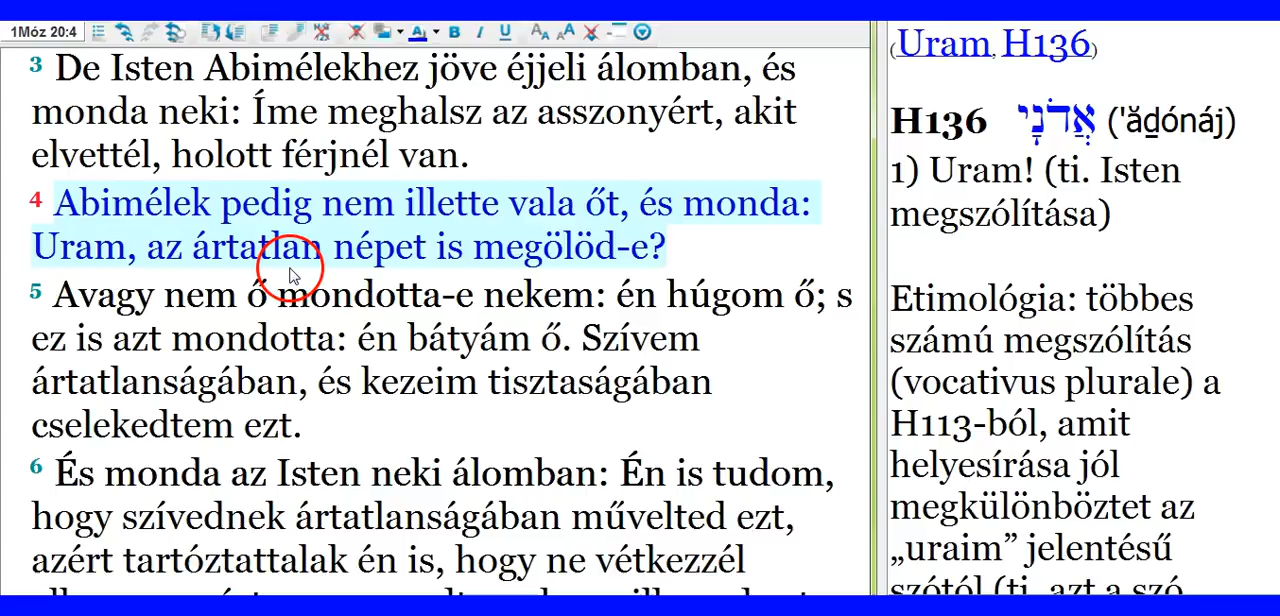 1Móz 20:4
3 De Isten Abimélekhez jöve éjjeli álomban, és
monda neki: Íme meghalsz az asszonyért, akit
elvettél, holott férjnél van.
4 Abimélek pedig nem illette vala őt, és monda:
Uram, az ártatlan népet is megölöd-e?
5 Avagy nem ő mondotta-e nekem: én húgom ő; s
ez is azt mondotta: én bátyám ő. Szívem
ártatlanságában, és kezeim tisztaságában
cselekedtem ezt.
6 És monda az Isten neki álomban: Én is tudom,
hogy szívednek ártatlanságában művelted ezt,
azért tartóztattalak én is, hogy ne vétkezzél
(Uram, H136)
H136 אֲדֹנָי ('ăḏónáj)
1) Uram! (ti. Isten
megszólítása)
Etimológia: többes
számú megszólítás
(vocativus plurale) a
H113-ból, amit
helyesírása jól
megkülönböztet az
„uraim” jelentésű
szótól (ti. azt a szó